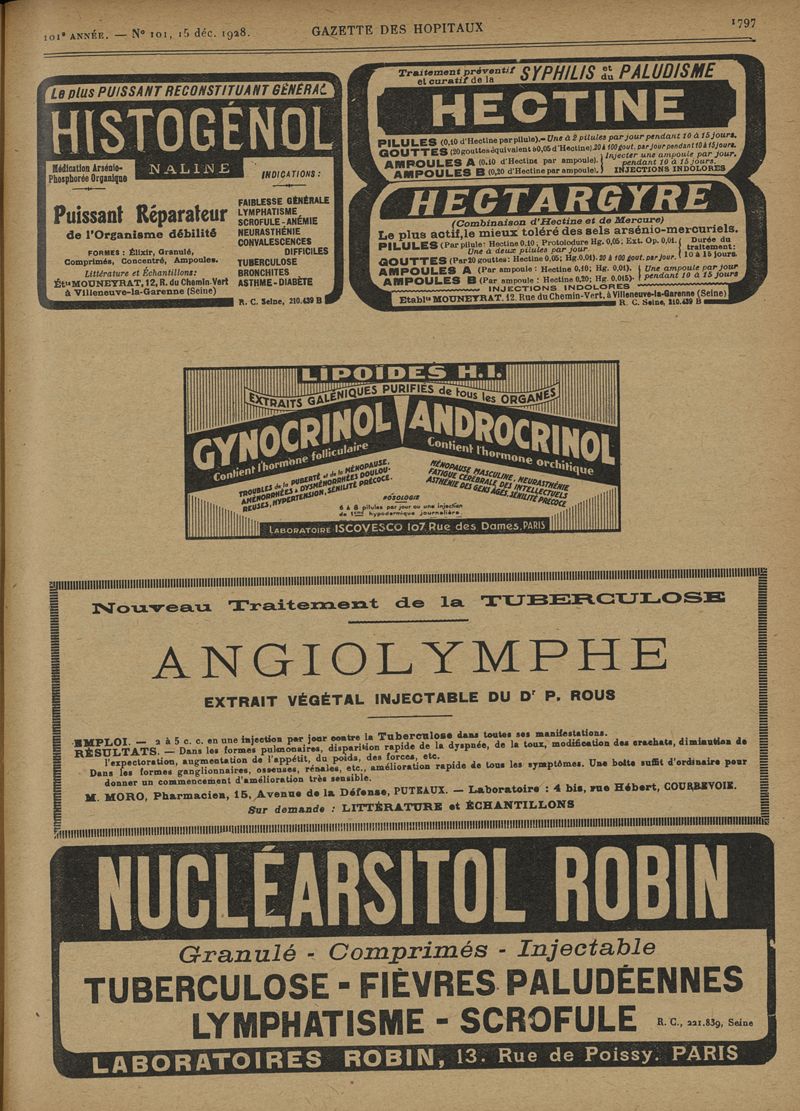 101e ANNÉE. — No 101, 15 déc. 1928.
GAZETTE DES HOPITAUX
1797
Le plus PUISSANT RECONSTITUANT GÉNÉRAL
HISTOGÉNOL
Médication Arsénio-
Phosphorée Organique
NALINE
INDICATIONS :
Puissant Réparateur
de l'Organisme débilité
FORMES : Élixir, Granulé,
Comprimés, Concentré, Ampoules.
Littérature et Échantillons :
Éts MOUNEYRAT, 12, R. du Chemin-Vert
à Villeneuve-la-Garenne (Seine)
FAIBLESSE GÉNÉRALE
LYMPHATISME
SCROFULE - ANÉMIE
NEURASTHÉNIE
CONVALESCENCES
DIFFICILES
TUBERCULOSE
BRONCHITES
ASTHME - DIABÈTE
R. C. Seine, 210.439 B
Traitement préventif et curatif de la SYPHILIS et du PALUDISME
HECTINE
PILULES (0,10 d'Hectine par pilule).- Une à 2 pilules par jour pendant 10 à 15 jours.
GOUTTES (20 gouttes équivalent à 0,05 d'Hectine) 20 à 100 gout. par jour pendant 10 à 15 jours.
AMPOULES A (0.10 d'Hectine par ampoule). Injecter une ampoule par jour,
AMPOULES B (0,20 d'Hectine par ampoule). pendant 10 à 15 jours.
INJECTIONS INDOLORES
HECTARGYRE
(Combinaison d'Hectine et de Mercure)
Le plus actif, le mieux toléré des sels arsénio-mercuriels.
PILULES (Par pilule : Hectine 0,10 ; Protoiodure Hg. 0,05 ; Ext. Op. 0,01.
Une à deux pilules par jour
GOUTTES (Par 20 gouttes : Hectine 0,05 ; Hg. 0,01). 20 à 100 gout. par jour.
Durée du
traitement :
10 à 15 jours.
AMPOULES A (Par ampoule : Hectine 0,10 ; Hg. 0,01).
AMPOULES B (Par ampoule : Hectine 0,20 ; Hg 0,015).
Une ampoule par jour
pendant 10 à 15 jours
INJECTIONS INDOLORES
Etablts MOUNEYRAT, 12, Rue du Chemin-Vert, à Villeneuve-la-Garenne (Seine)
R. C. Seine, 210.439 B
LIPOÏDES H.I.
EXTRAITS GALÉNIQUES PURIFIÉS de tous les ORGANES
GYNOCRINOL
Contient l'hormone folliculaire
ANDROCRINOL
Contient l'hormone orchitique
TROUBLES de la PUBERTÉ et de la MÉNOPAUSE,
AMÉNORRHÉES & DYSMÉNORRHÉES DOULOU-
REUSES, HYPERTENSION, SÉNILITÉ PRÉCOCE.
MÉNOPAUSE MASCULINE, NEURASTHÉNIE
FATIGUE CÉRÉBRALE DES INTELLECTUELS
ASTHÉNIE DES GENS AGÉS, SÉNILITÉ PRÉCOCE
POSOLOGIE
6 à 8 pilules par jour ou une injection
de 1cm3 hypodermique journalière.
LABORATOIRE ISCOVESCO 107 Rue des Dames, PARIS
Nouveau Traitement de la TUBERCULOSE
ANGIOLYMPHE
EXTRAIT VÉGÉTAL INJECTABLE DU Dr P. ROUS
EMPLOI. — 2 à 5 c. c. en une injection par jour contre la Tuberculose dans toutes ses manifestations.
RÉSULTATS. — Dans les formes pulmonaires, disparition rapide de la dyspnée, de la toux, modification des crachats, diminution de
l'expectoration, augmentation de l'appétit, du poids, des forces, etc.
Dans les formes ganglionnaires, osseuses, rénales, etc., amélioration rapide de tous les symptômes. Une boîte suffit d'ordinaire pour
donner un commencement d'amélioration très sensible.
M. MORO, Pharmacien, 15, Avenue de la Défense, PUTEAUX. — Laboratoire : 4 bis, rue Hébert, COURBEVOIE.
Sur demande : LITTÉRATURE et ÉCHANTILLONS
NUCLÉARSITOL ROBIN
Granulé - Comprimés - Injectable
TUBERCULOSE - FIÈVRES PALUDÉENNES
LYMPHATISME - SCROFULE
R. C., 221.839, Seine
LABORATOIRES ROBIN, 13. Rue de Poissy. PARIS